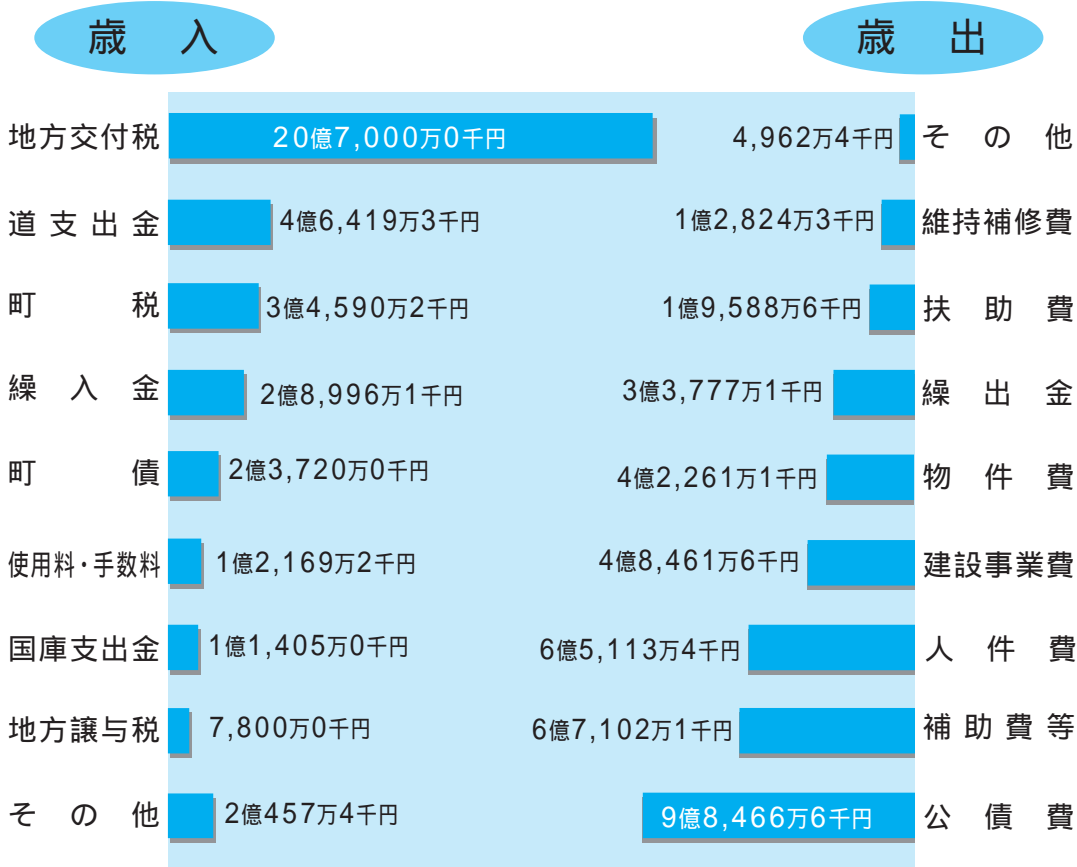 歳入
歳出
地方交付税 20億7,000万0千円 4,962万4千円 その他
道支出金 4億6,419万3千円 1億2,824万3千円 維持補修費
町税 3億4,590万2千円 1億9,588万6千円 扶助費
繰入金 2億8,996万1千円 3億3,777万1千円 繰出金
町債 2億3,720万0千円 4億2,261万1千円 物件費
使用料・手数料 1億2,169万2千円 4億8,461万6千円 建設事業費
国庫支出金 1億1,405万0千円 6億5,113万4千円 人件費
地方譲与税 7,800万0千円 6億7,102万1千円 補助費等
その他 2億457万4千円 9億8,466万6千円 公債費